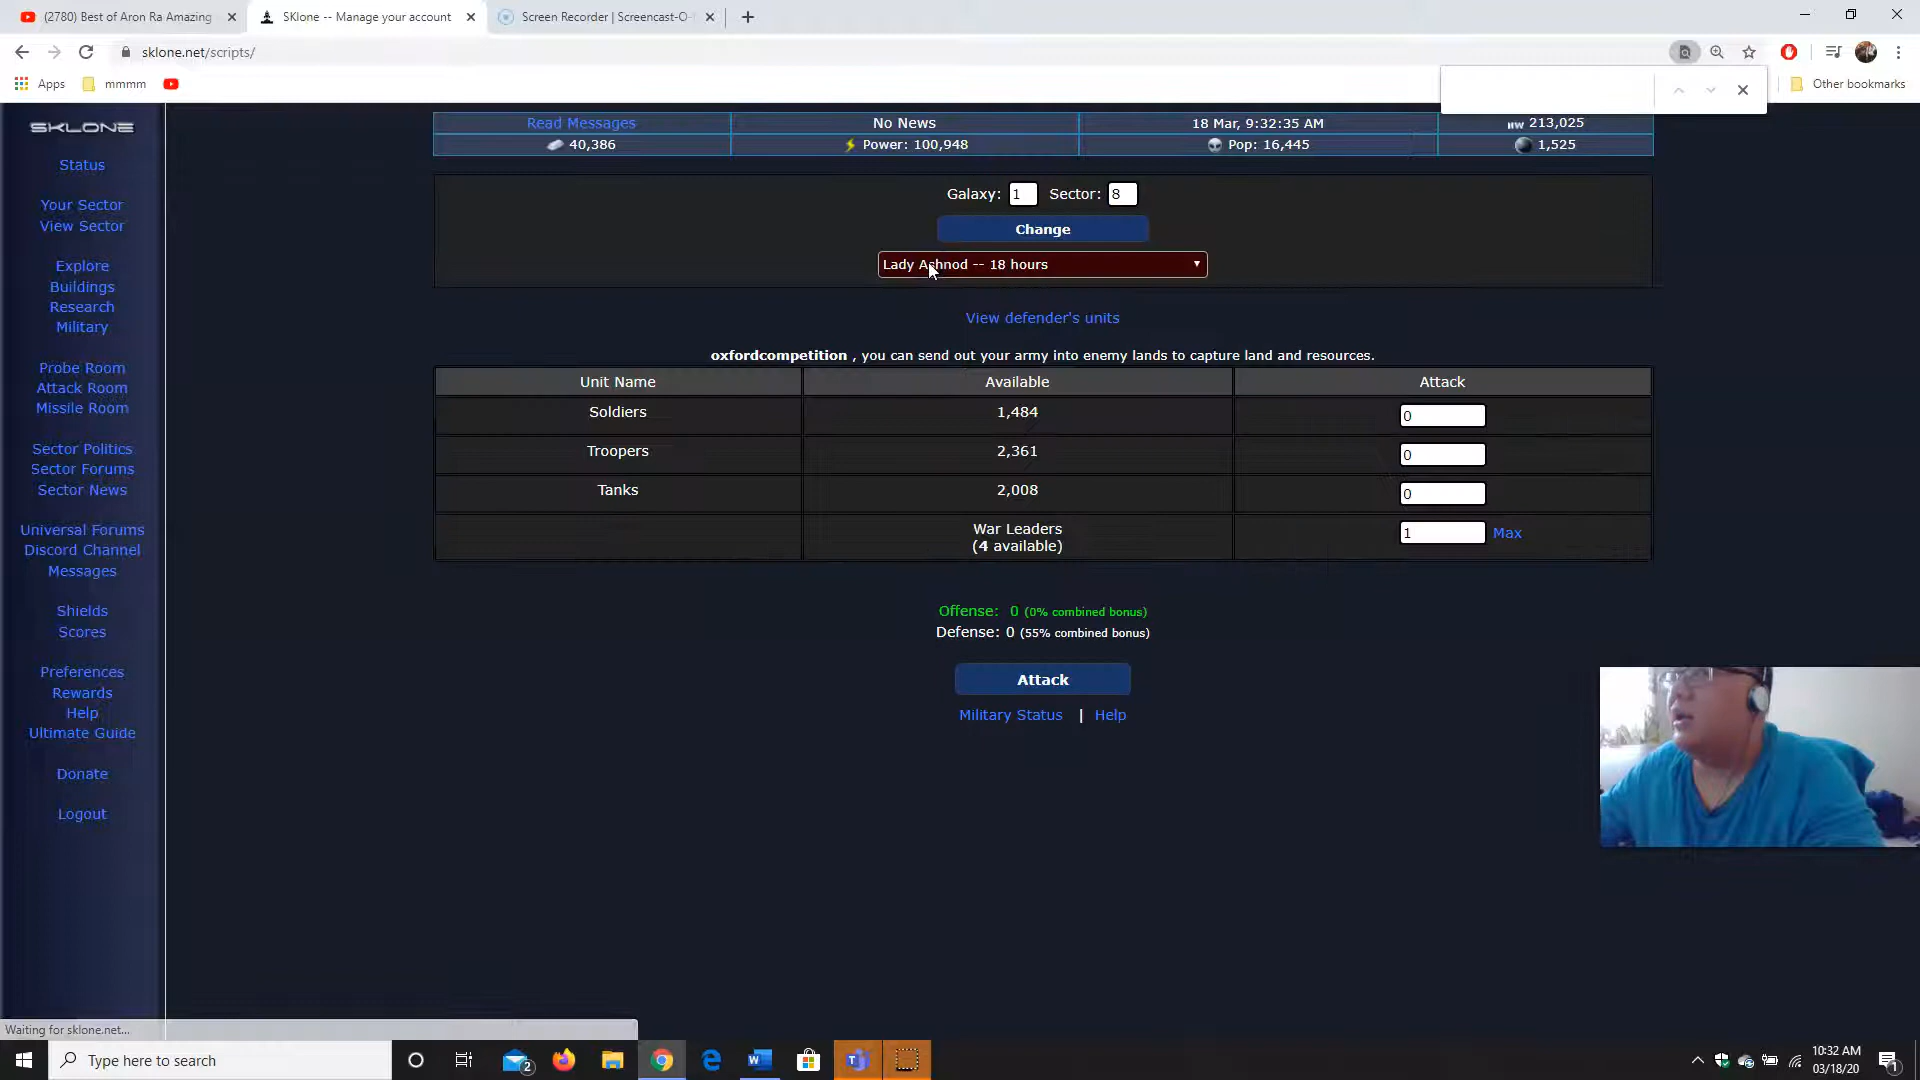 (2780) Best of Aron Ra Amazing
SKlone -- Manage your account
Screen Recorder | Screencast-O-
sklone.net/scripts/
Apps
mmmm
Other bookmarks
SKLONE
Status
Your Sector
View Sector
Explore
Buildings
Research
Military
Probe Room
Attack Room
Missile Room
Sector Politics
Sector Forums
Sector News
Universal Forums
Discord Channel
Messages
Shields
Scores
Preferences
Rewards
Help
Ultimate Guide
Donate
Logout
Read Messages
No News
18 Mar, 9:32:35 AM
NW 213,025
40,386
Power: 100,948
Pop: 16,445
1,525
Galaxy: 1 Sector: 8
Change
Lady Ashnod -- 18 hours
View defender's units
oxfordcompetition , you can send out your army into enemy lands to capture land and resources.
Unit Name Available Attack
Soldiers 1,484 0
Troopers 2,361 0
Tanks 2,008 0
War Leaders
(4 available) 1 Max
Offense: 0 (0% combined bonus)
Defense: 0 (55% combined bonus)
Attack
Military Status | Help
Waiting for sklone.net...
Type here to search
2
10:32 AM
03/18/20
1